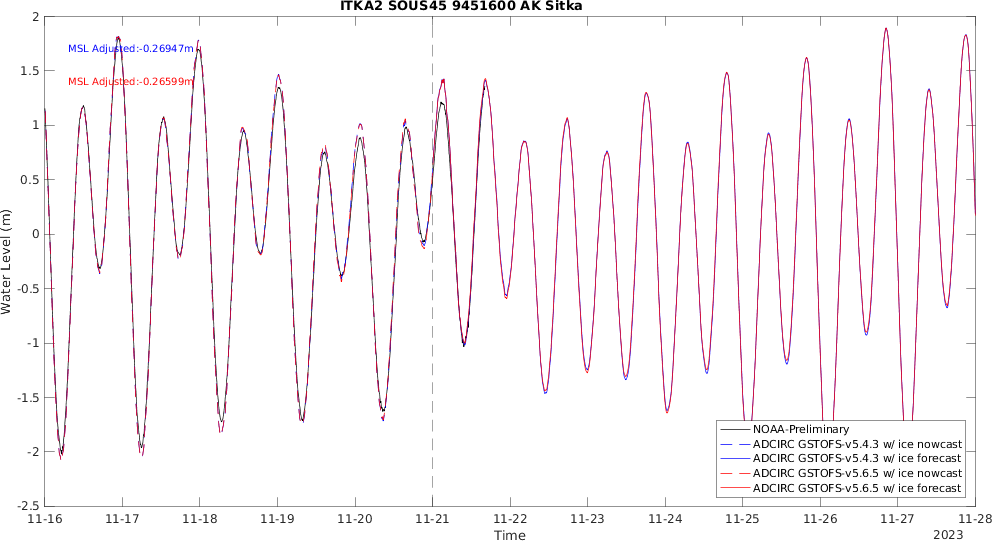 ITKA2 SOUS45 9451600 AK Sitka
MSL Adjusted:-0.26947m
MSL Adjusted:-0.26599m
Water Level (m)
2
1.5
1
0.5
0
-0.5
-1
-1.5
-2
-2.5
NOAA-Preliminary
ADCIRC GSTOFS-v5.4.3 w/ ice nowcast
ADCIRC GSTOFS-v5.4.3 w/ ice forecast
ADCIRC GSTOFS-v5.6.5 w/ ice nowcast
ADCIRC GSTOFS-v5.6.5 w/ ice forecast
11-16 11-17 11-18 11-19 11-20 11-21 11-22 11-23 11-24 11-25 11-26 11-27 11-28
Time
2023